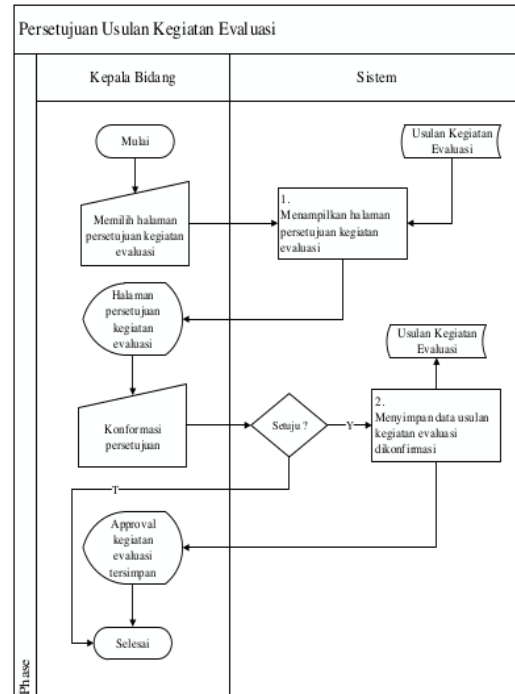 Persetujuan Usulan Kegiatan Evaluasi
Kepala Bidang
Sistem
Mulai
Usulan Kegiatan
Evaluasi
Memilih halaman
persetujuan kegiatan
evaluasi
1.
Menampilkan halaman
persetujuan kegiatan
evaluasi
Halaman
persetujuan
kegiatan
evaluasi
Usulan Kegiatan
Evaluasi
Konformasi
persetujuan
Setuju ?
Y
2.
Menyimpan data usulan
kegiatan evaluasi
dikonfirmasi
T
Approval
kegiatan
evaluasi
tersimpan
Selesai
Phase